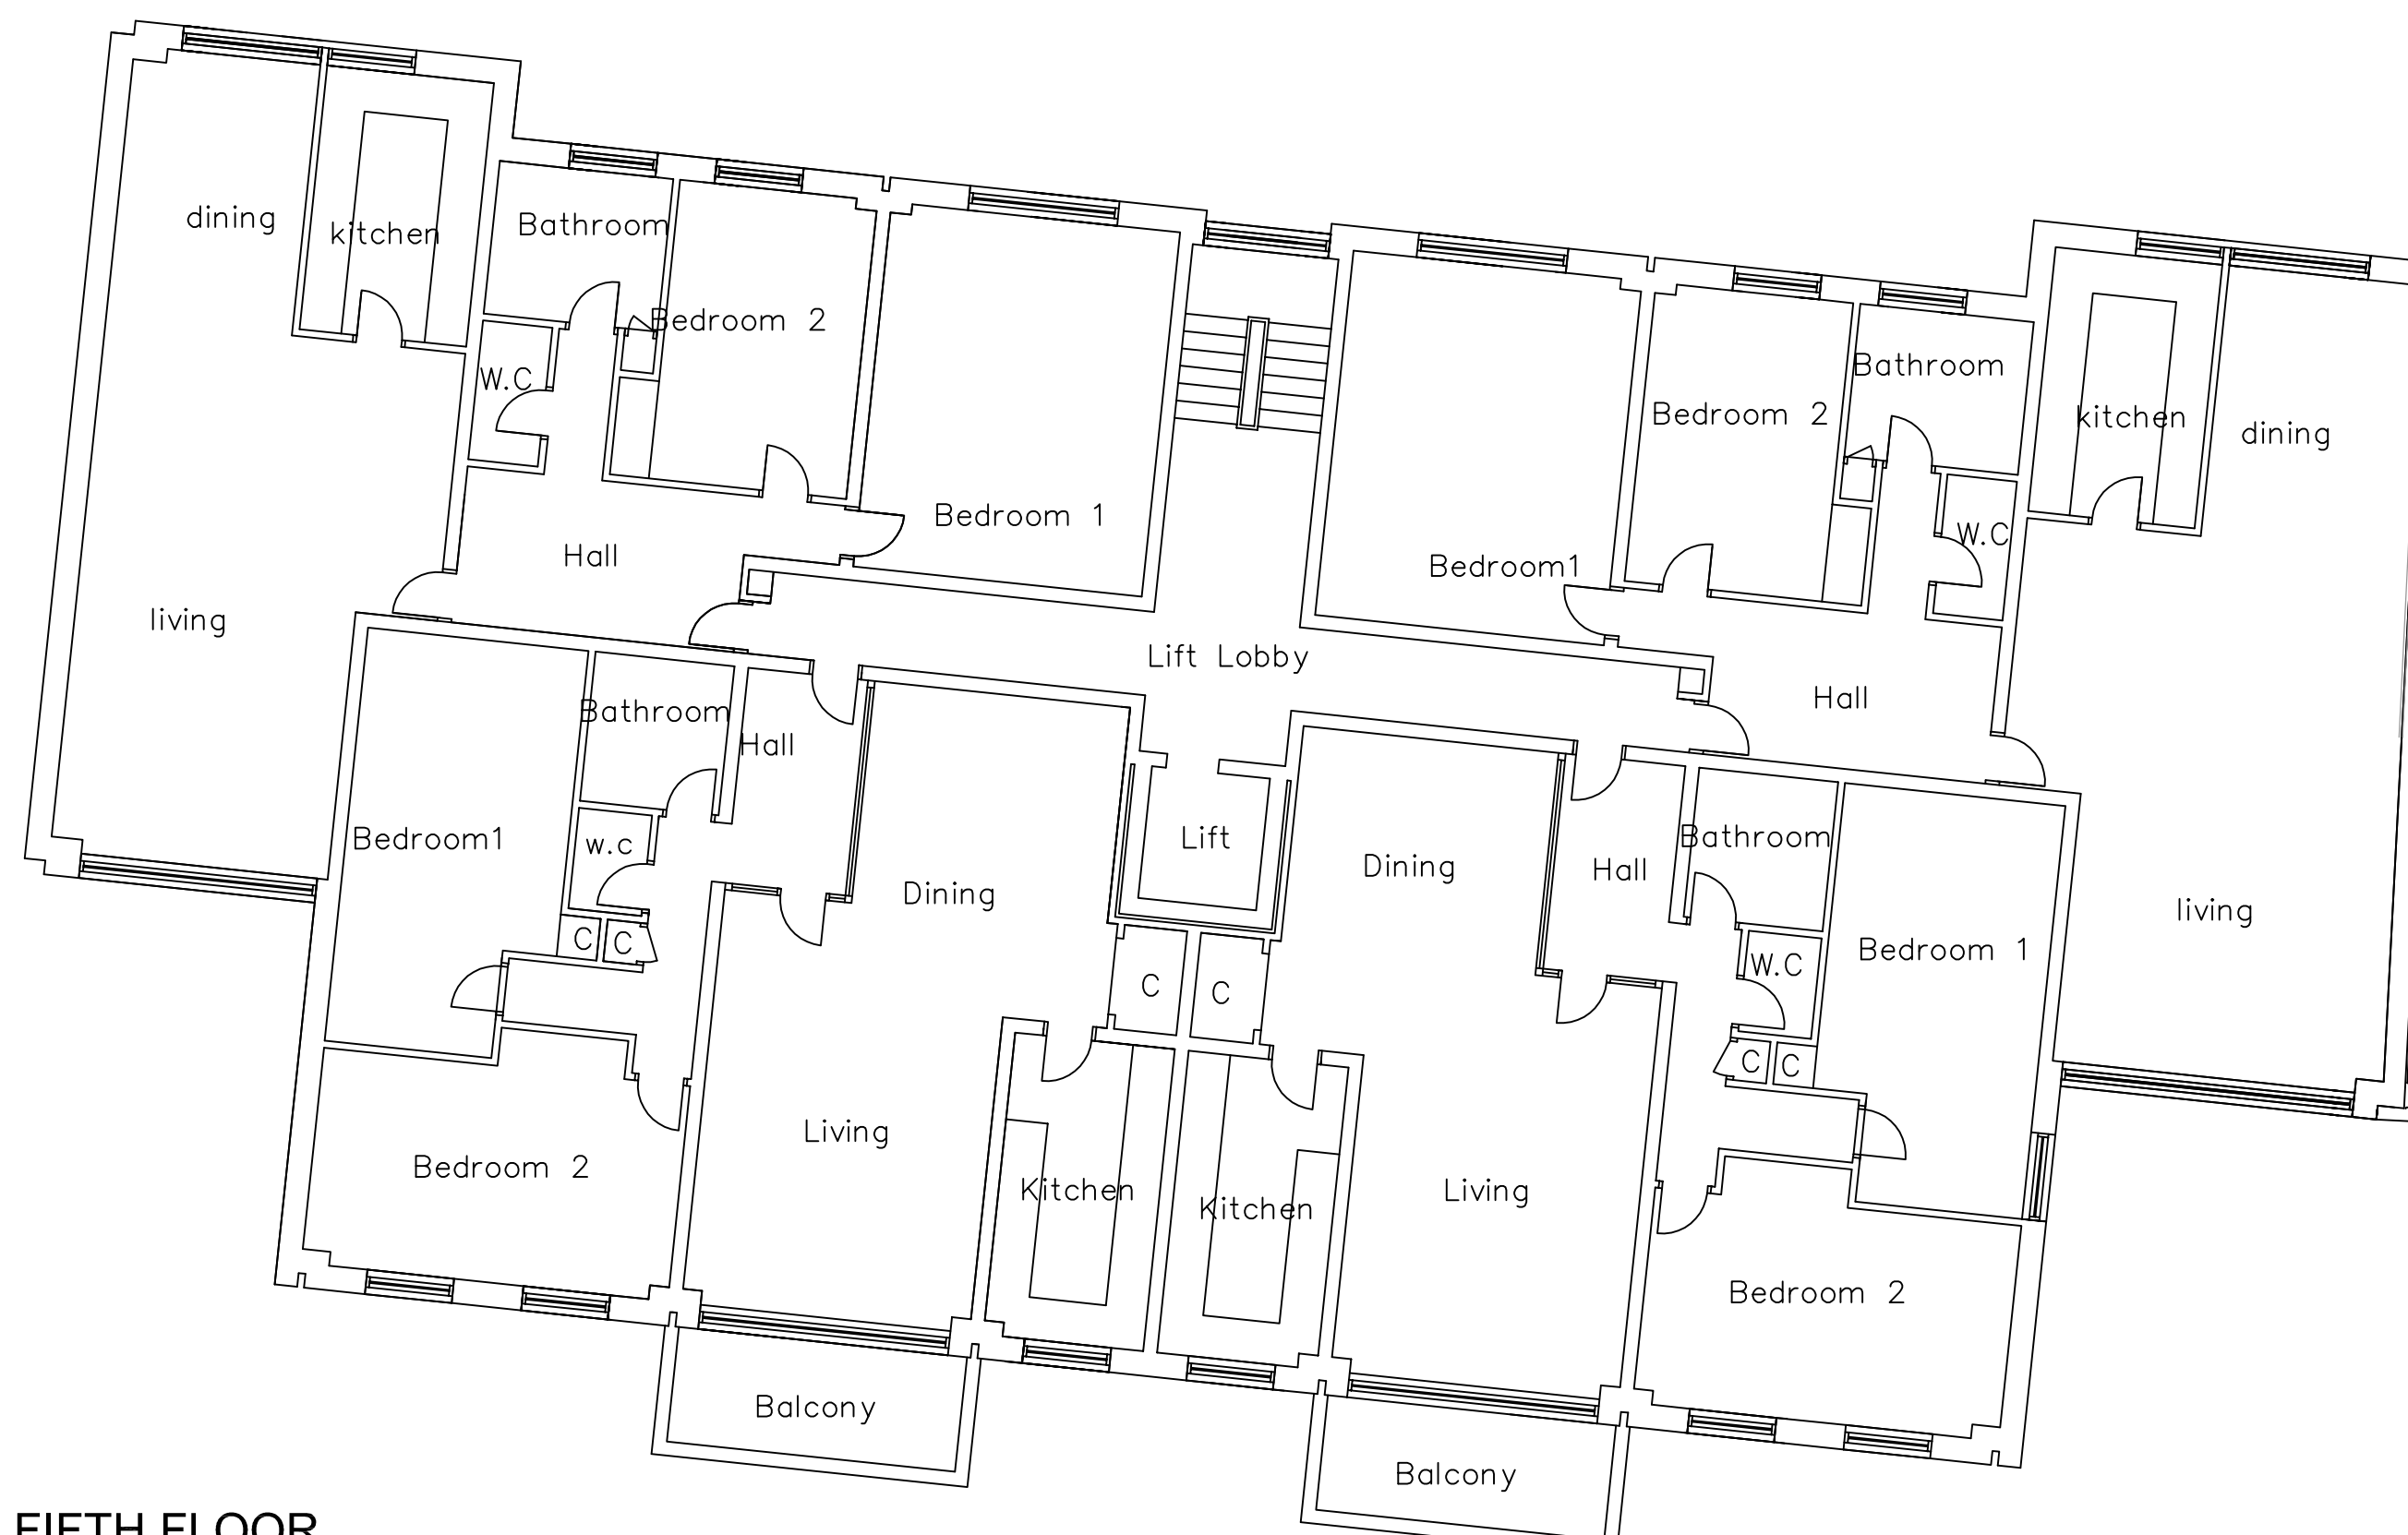 dining
kitchen
Bathroom
Bedroom 2
W.C
Hall
living
Bedroom 1
Bedroom1
Bedroom 2
Bathroom
kitchen
dining
W.C
Lift Lobby
Hall
living
Bathroom
Hall
Bedroom1
w.c
C
C
Dining
Lift
Dining
Hall
Bathroom
W.C
Bedroom 1
C
C
C
C
Living
Bedroom 2
Kitchen
Kitchen
Living
Bedroom 2
Balcony
Balcony
FIFTH FLOOR